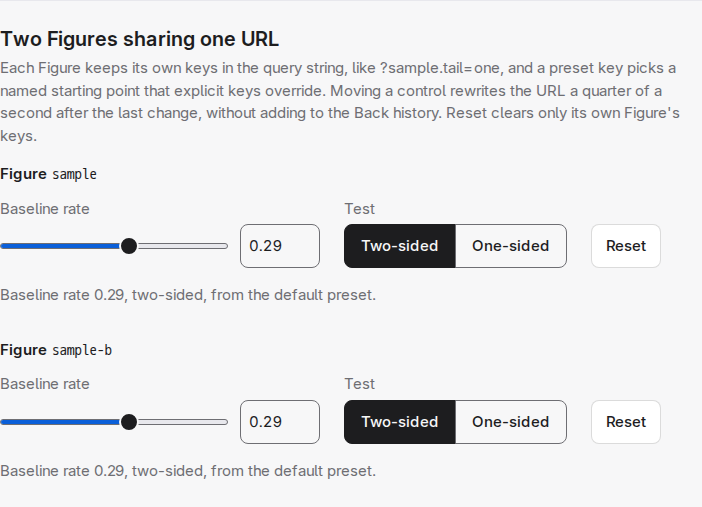 Two Figures sharing one URL
Each Figure keeps its own keys in the query string, like ?sample.tail=one, and a preset key picks a
named starting point that explicit keys override. Moving a control rewrites the URL a quarter of a
second after the last change, without adding to the Back history. Reset clears only its own Figure's
keys.
Figure sample
Baseline rate
Test
0.29
Two-sided
One-sided
Reset
Baseline rate 0.29, two-sided, from the default preset.
Figure sample-b
Baseline rate
Test
0.29
Two-sided
One-sided
Reset
Baseline rate 0.29, two-sided, from the default preset.